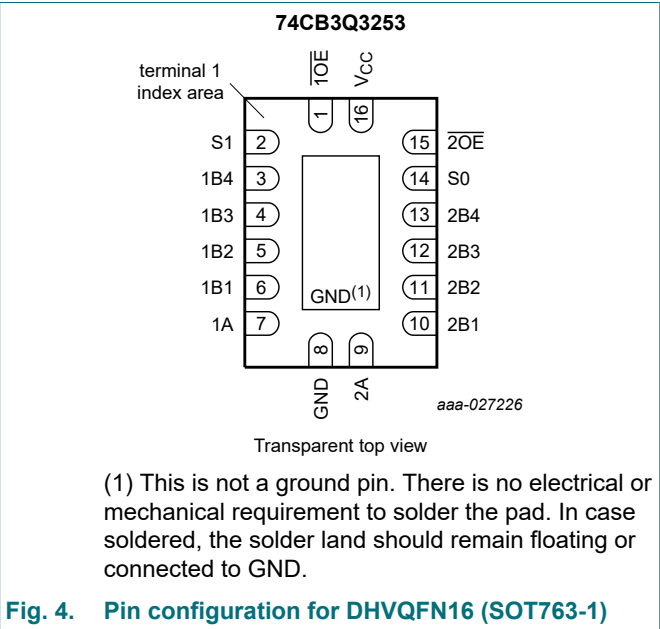 74CB3Q3253
terminal 1
index area
1OE
VCC
1
16
S1 2
15 2OE
1B4 3
14 S0
1B3 4
13 2B4
1B2 5
12 2B3
1B1 6
11 2B2
GND(1)
1A 7
10 2B1
8
9
GND
2A
aaa-027226
Transparent top view
(1) This is not a ground pin. There is no electrical or
mechanical requirement to solder the pad. In case
soldered, the solder land should remain floating or
connected to GND.
Fig. 4. Pin configuration for DHVQFN16 (SOT763-1)